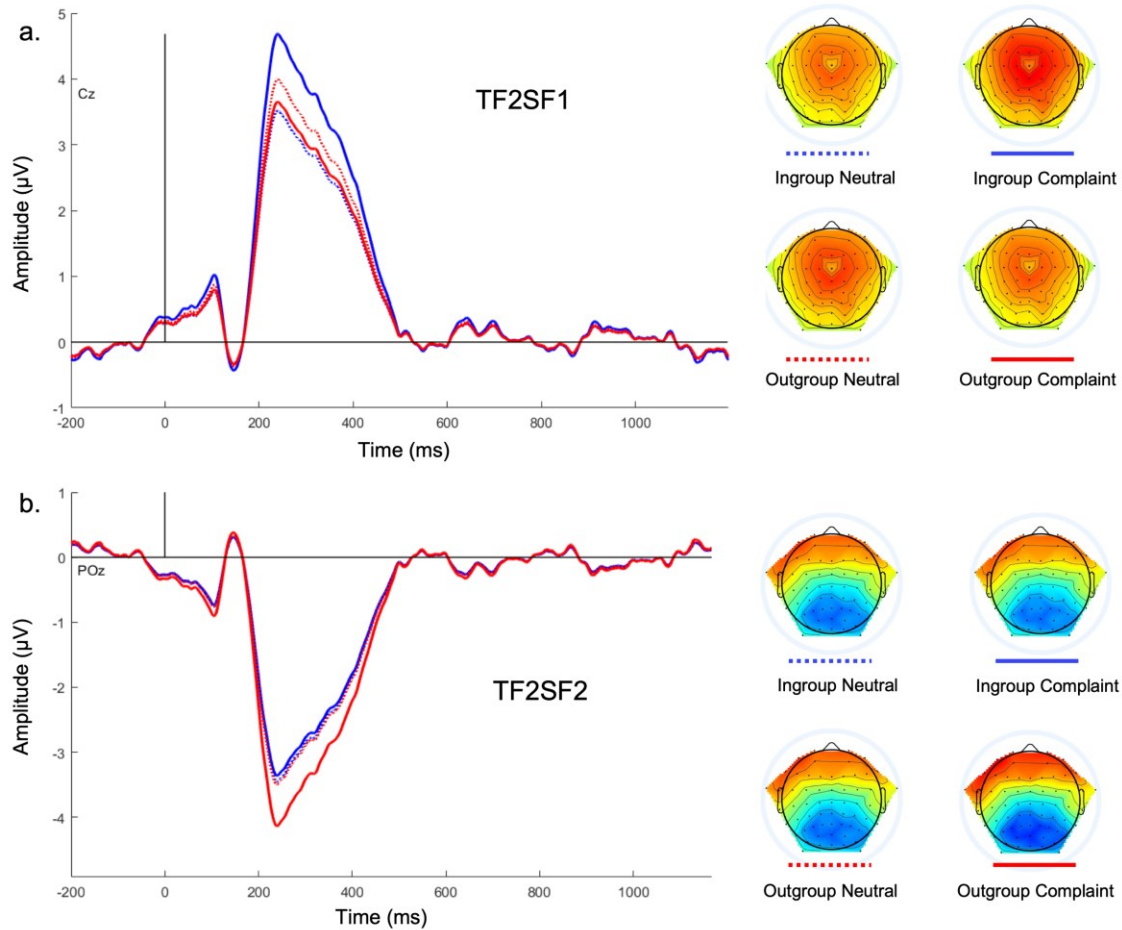 a.
5
4
3
2
1
0
-1
Cz
TF2SF1
Amplitude (µV)
-200 0 200 400 600 800 1000
Time (ms)
Ingroup Neutral Ingroup Complaint
Outgroup Neutral Outgroup Complaint
b.
1
0
-1
-2
-3
-4
POz
TF2SF2
Amplitude (µV)
-200 0 200 400 600 800 1000
Time (ms)
Ingroup Neutral Ingroup Complaint
Outgroup Neutral Outgroup Complaint